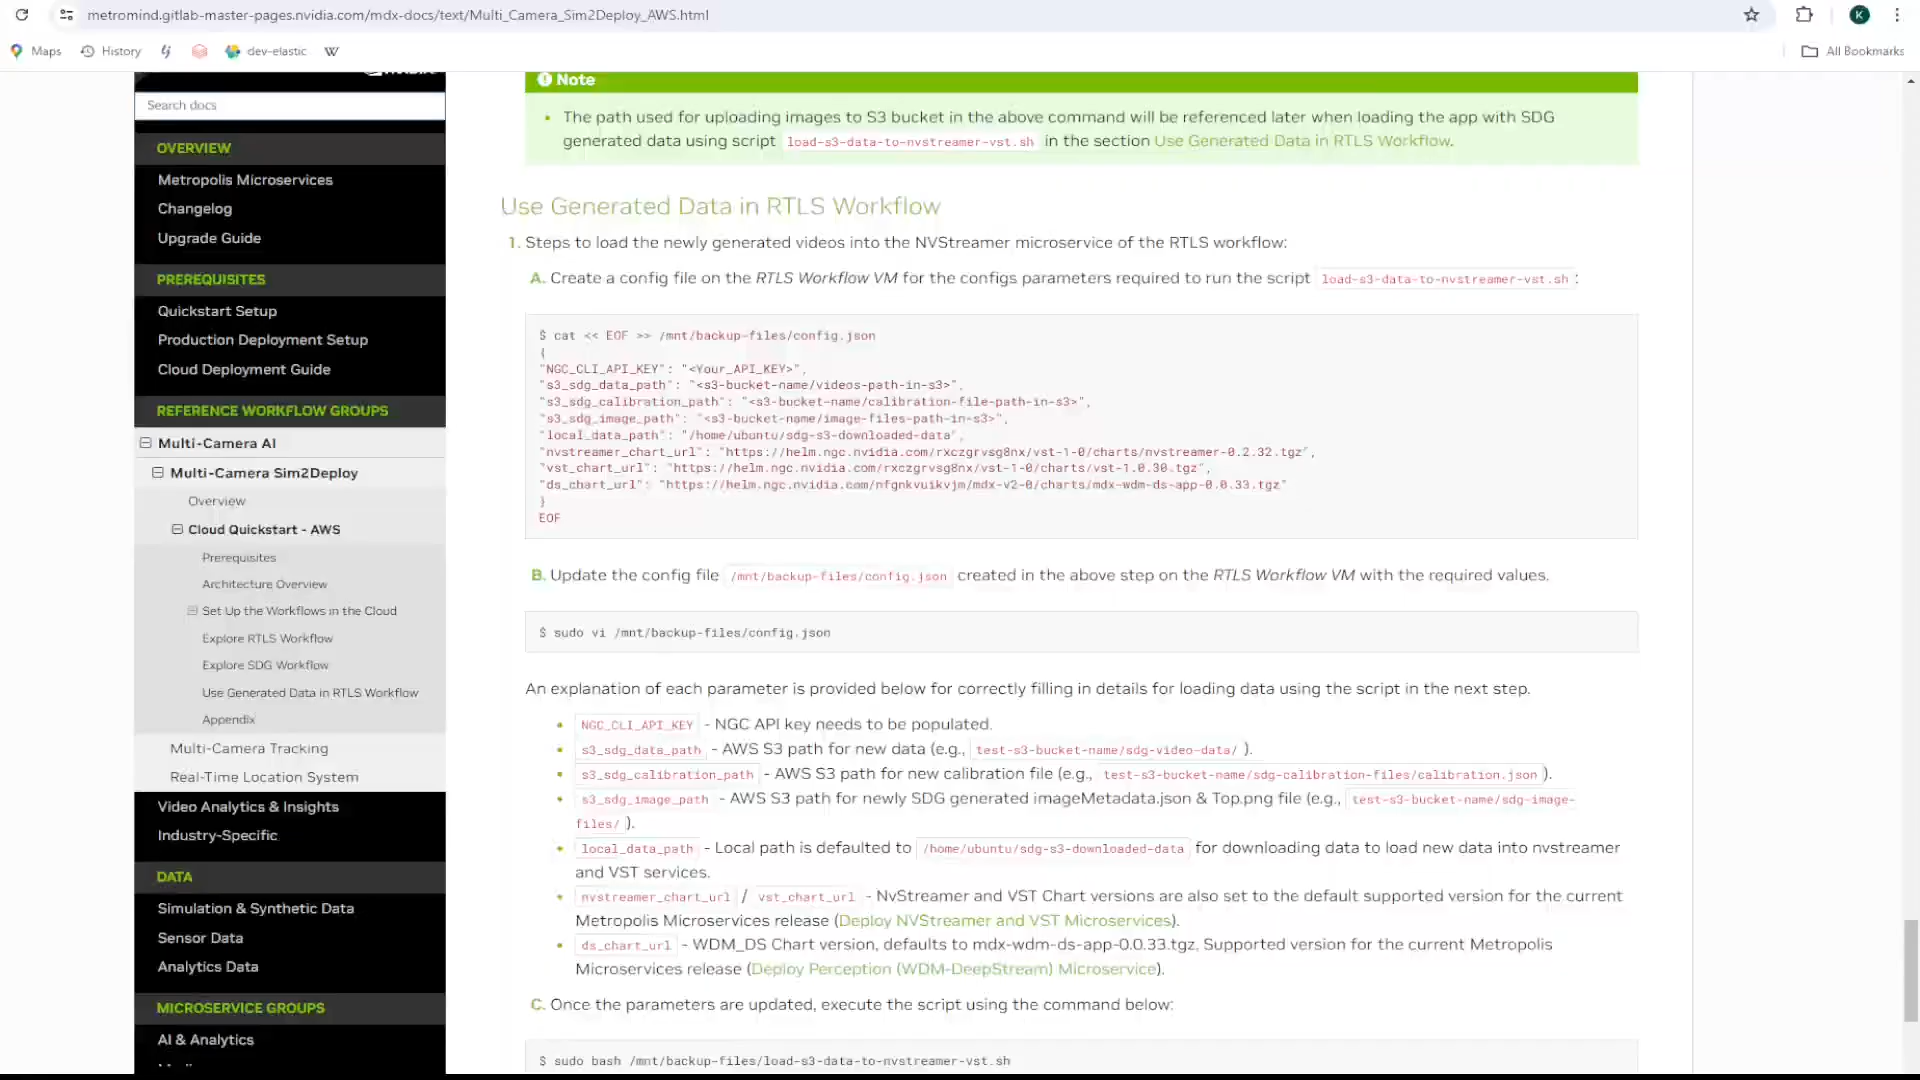 metromind.gitlab-master-pages.nvidia.com/mdx-docs/text/Multi_Camera_Sim2Deploy_AWS.html
K
Maps
History
dev-elastic
W
All Bookmarks
Search docs
OVERVIEW
Metropolis Microservices
Changelog
Upgrade Guide
PREREQUISITES
Quickstart Setup
Production Deployment Setup
Cloud Deployment Guide
REFERENCE WORKFLOW GROUPS
Multi-Camera AI
Multi-Camera Sim2Deploy
Overview
Cloud Quickstart - AWS
Prerequisites
Architecture Overview
Set Up the Workflows in the Cloud
Explore RTLS Workflow
Explore SDG Workflow
Use Generated Data in RTLS Workflow
Appendix
Multi-Camera Tracking
Real-Time Location System
Video Analytics & Insights
Industry-Specific
DATA
Simulation & Synthetic Data
Sensor Data
Analytics Data
MICROSERVICE GROUPS
AI & Analytics
Note
The path used for uploading images to S3 bucket in the above command will be referenced later when loading the app with SDG
generated data using script load-s3-data-to-nvstreamer-vst.sh in the section Use Generated Data in RTLS Workflow.
Use Generated Data in RTLS Workflow
1. Steps to load the newly generated videos into the NVStreamer microservice of the RTLS workflow:
A. Create a config file on the RTLS Workflow VM for the configs parameters required to run the script load-s3-data-to-nvstreamer-vst.sh :
$ cat << EOF >> /mnt/backup-files/config.json
{
"NGC_CLI_API_KEY": "<Your_API_KEY>",
"s3_sdg_data_path": "<s3-bucket-name/videos-path-in-s3>",
"s3_sdg_calibration_path": "<s3-bucket-name/calibration-file-path-in-s3>",
"s3_sdg_image_path": "<s3-bucket-name/image-files-path-in-s3>",
"local_data_path": "/home/ubuntu/sdg-s3-downloaded-data",
"nvstreamer_chart_url": "https://helm.ngc.nvidia.com/rxczgrvsg8nx/vst-1-0/charts/nvstreamer-0.2.32.tgz",
"vst_chart_url": "https://helm.ngc.nvidia.com/rxczgrvsg8nx/vst-1-0/charts/vst-1.0.30.tgz",
"ds_chart_url": "https://helm.ngc.nvidia.com/nfgnkvuikvjm/mdx-v2-0/charts/mdx-wdm-ds-app-0.0.33.tgz"
}
EOF
B. Update the config file /mnt/backup-files/config.json created in the above step on the RTLS Workflow VM with the required values.
$ sudo vi /mnt/backup-files/config.json
An explanation of each parameter is provided below for correctly filling in details for loading data using the script in the next step.
NGC_CLI_API_KEY - NGC API key needs to be populated.
s3_sdg_data_path - AWS S3 path for new data (e.g., test-s3-bucket-name/sdg-video-data/ ).
s3_sdg_calibration_path - AWS S3 path for new calibration file (e.g., test-s3-bucket-name/sdg-calibration-files/calibration.json ).
s3_sdg_image_path - AWS S3 path for newly SDG generated imageMetadata.json & Top.png file (e.g., test-s3-bucket-name/sdg-image-
files/ ).
local_data_path - Local path is defaulted to /home/ubuntu/sdg-s3-downloaded-data for downloading data to load new data into nvstreamer
and VST services.
nvstreamer_chart_url / vst_chart_url - NvStreamer and VST Chart versions are also set to the default supported version for the current
Metropolis Microservices release (Deploy NVStreamer and VST Microservices).
ds_chart_url - WDM_DS Chart version, defaults to mdx-wdm-ds-app-0.0.33.tgz, Supported version for the current Metropolis
Microservices release (Deploy Perception (WDM-DeepStream) Microservice).
C. Once the parameters are updated, execute the script using the command below:
$ sudo bash /mnt/backup-files/load-s3-data-to-nvstreamer-vst.sh